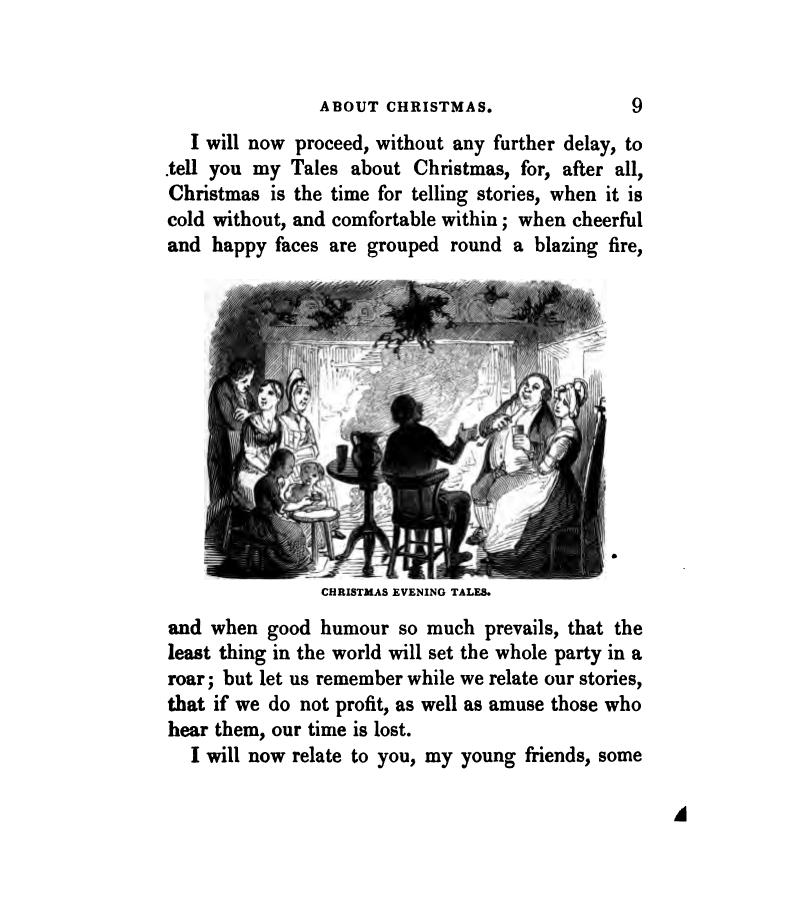 ABOUT CHRISTMAS. 9
I will now proceed, without any further delay, to
tell you my Tales about Christmas, for, after all,
Christmas is the time for telling stories, when it is
cold without, and comfortable within ; when cheerful
and happy faces are grouped round a blazing fire,
CHRISTMAS EVENING TALES.
and when good humour so much prevails, that the
least thing in the world will set the whole party in a
roar ; but let us remember while we relate our stories,
that if we do not profit, as well as amuse those who
hear them, our time is lost.
I will now relate to you, my young friends, some